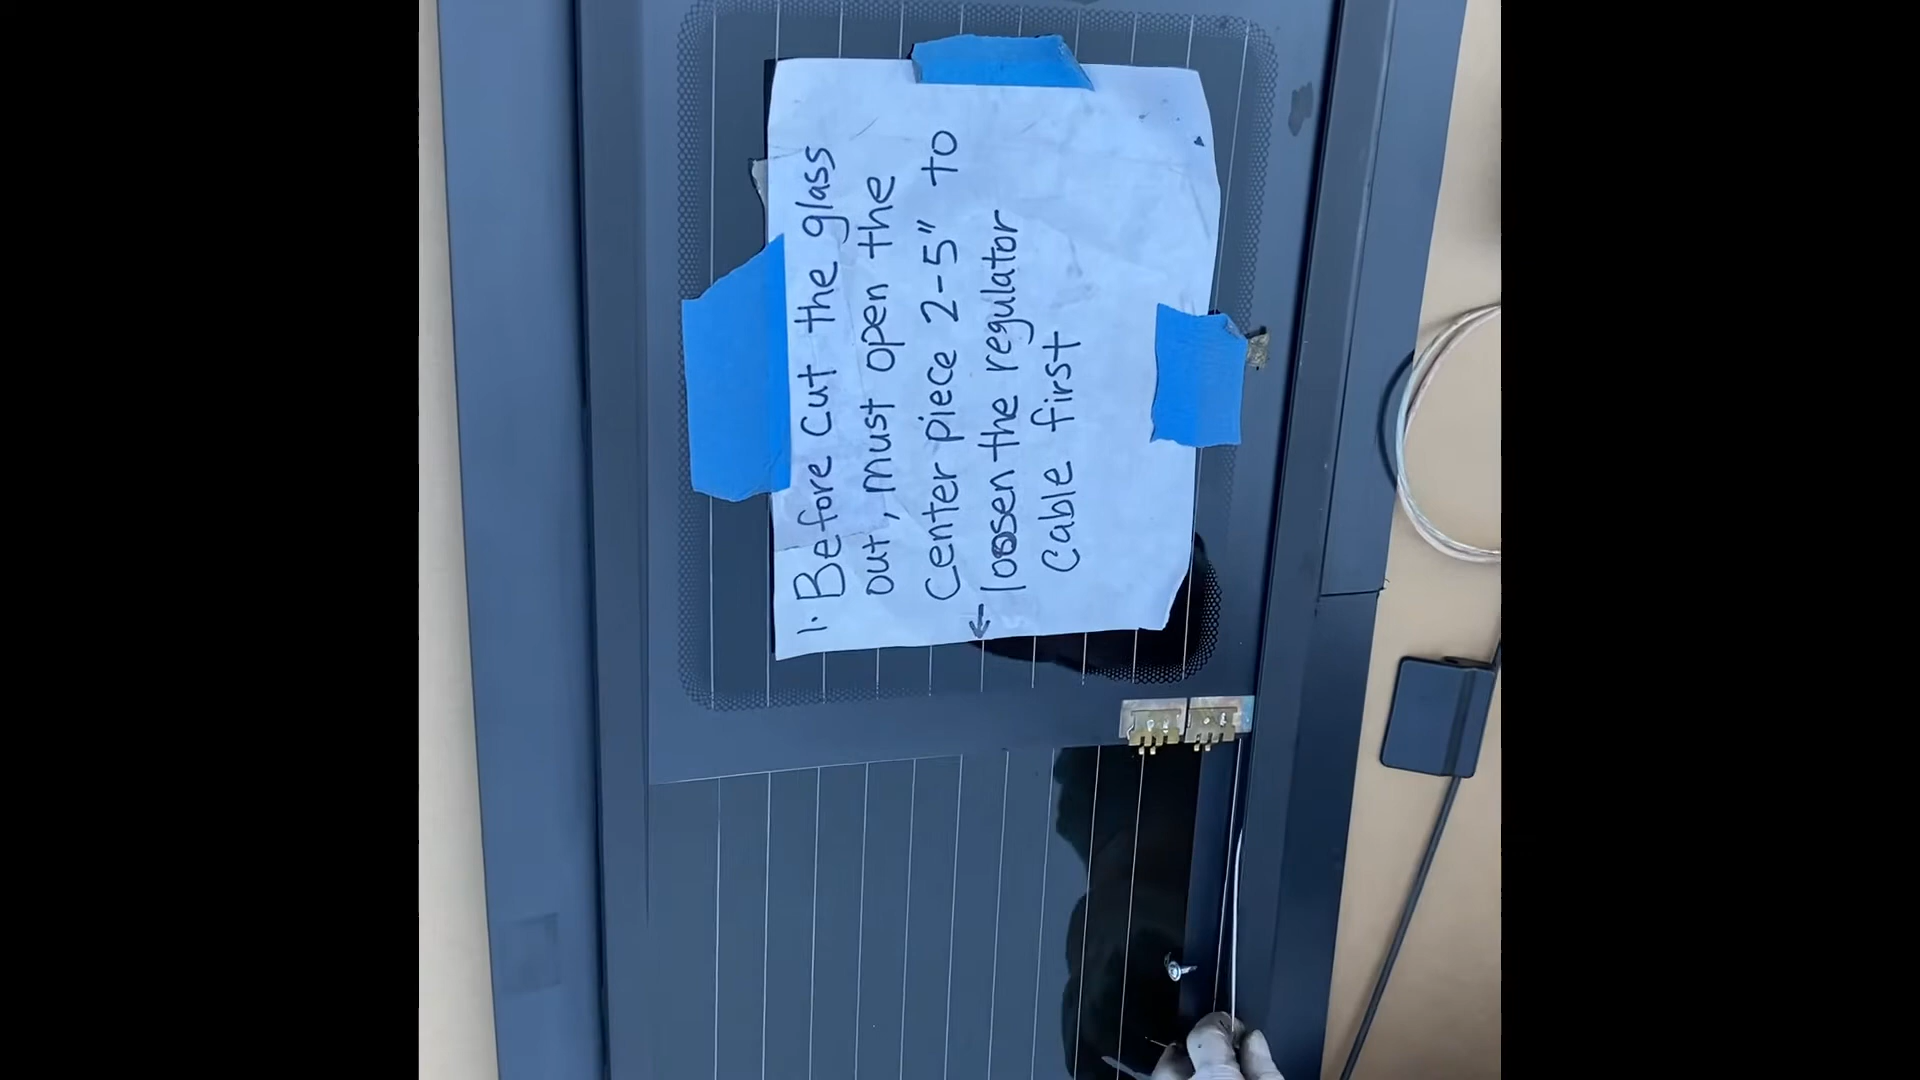 1. Before cut the glass
out, must open the
center piece 2-5" to
← loosen the regulator
cable first